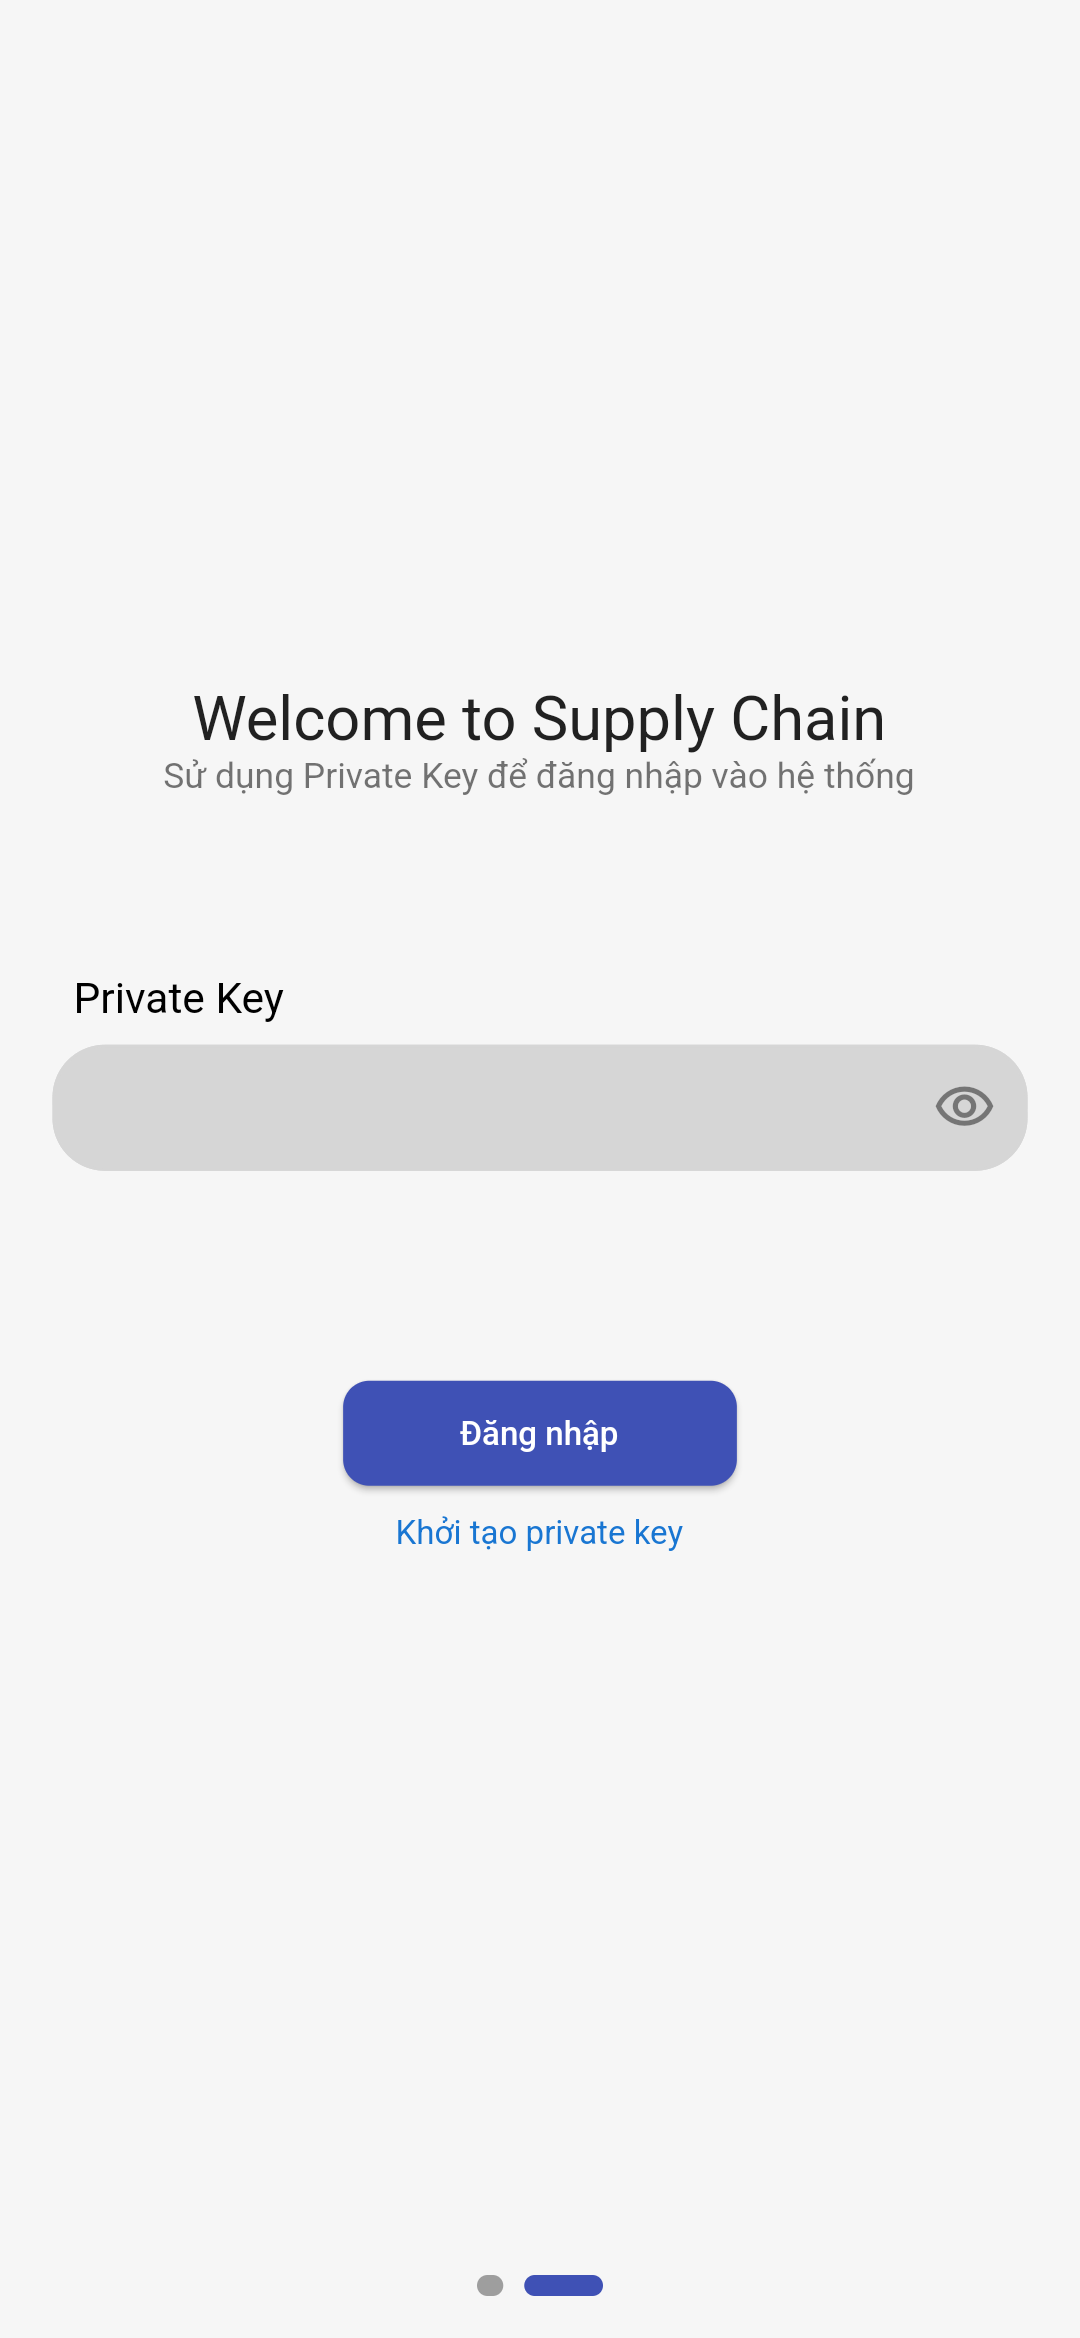 Welcome to Supply Chain
Sử dụng Private Key để đăng nhập vào hệ thống
Private Key
Đăng nhập
Khởi tạo private key